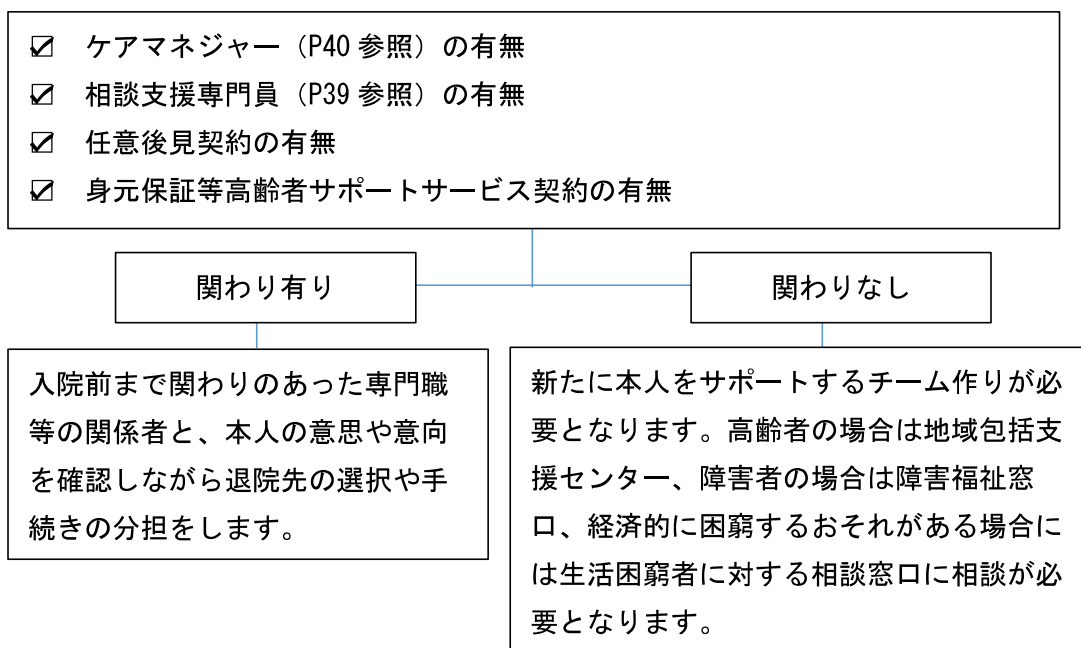 ☑ ケアマネジャー（P40 参照）の有無
☑ 相談支援専門員（P39 参照）の有無
☑ 任意後見契約の有無
☑ 身元保証等高齢者サポートサービス契約の有無
関わり有り
関わりなし
入院前まで関わりのあった専門職
等の関係者と、本人の意思や意向
を確認しながら退院先の選択や手
続きの分担をします。
新たに本人をサポートするチーム作りが必
要となります。高齢者の場合は地域包括支
援センター、障害者の場合は障害福祉窓
口、経済的に困窮するおそれがある場合に
は生活困窮者に対する相談窓口に相談が必
要となります。